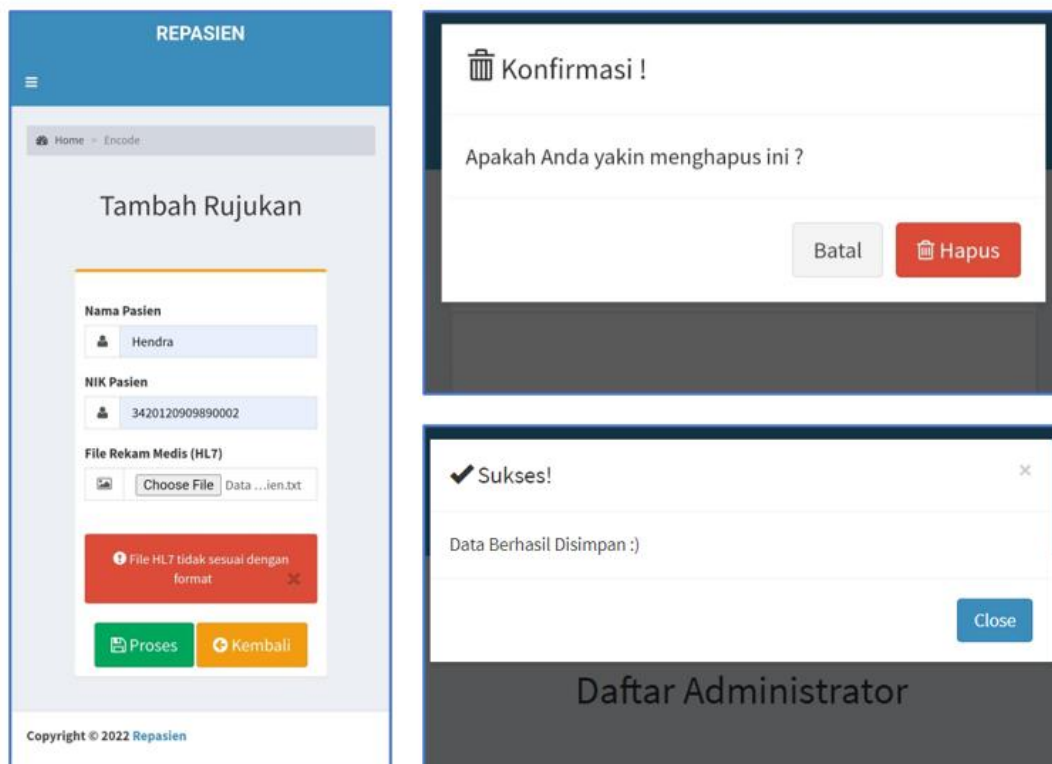 REPASIEN
Home > Encode
Tambah Rujukan
Nama Pasien
Hendra
NIK Pasien
3420120909890002
File Rekam Medis (HL7)
Choose File Data ...ien.txt
File HL7 tidak sesuai dengan
format
Proses
Kembali
Copyright © 2022 Repasien
Konfirmasi !
Apakah Anda yakin menghapus ini ?
Batal
Hapus
Sukses!
Data Berhasil Disimpan :)
Close
Daftar Administrator